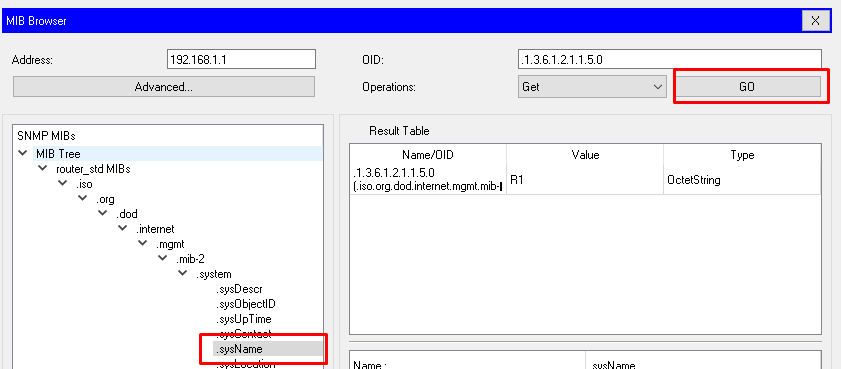 MIB Browser
X
Address: 192.168.1.1 OID: .1.3.6.1.2.1.1.5.0
Advanced... Operations: Get GO
SNMP MIBs
MIB Tree
router_std MIBs
.iso
.org
.dod
.internet
.mgmt
.mib-2
.system
.sysDescr
.sysObjectID
.sysUpTime
.sysContact
.sysName
.sysLocation
Result Table
Name/OID Value Type
.1.3.6.1.2.1.1.5.0 R1 OctetString
(.iso.org.dod.internet.mgmt.mib-
Name : sysName